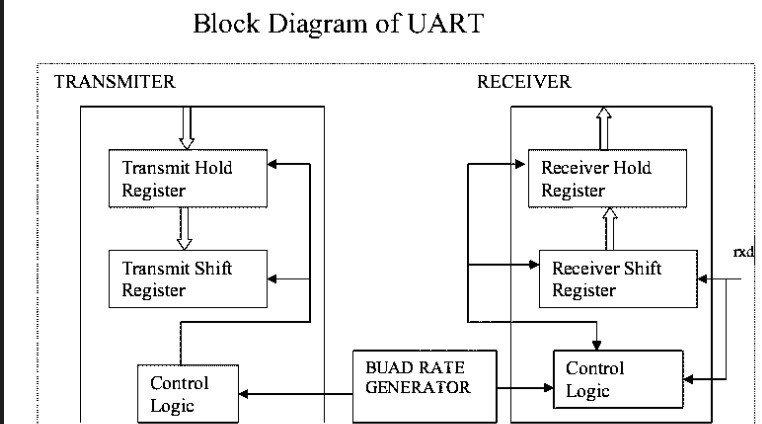 Block Diagram of UART
TRANSMITER
RECEIVER
Transmit Hold
Register
Receiver Hold
Register
Transmit Shift
Register
Receiver Shift
Register
rxd
Control
Logic
BUAD RATE
GENERATOR
Control
Logic